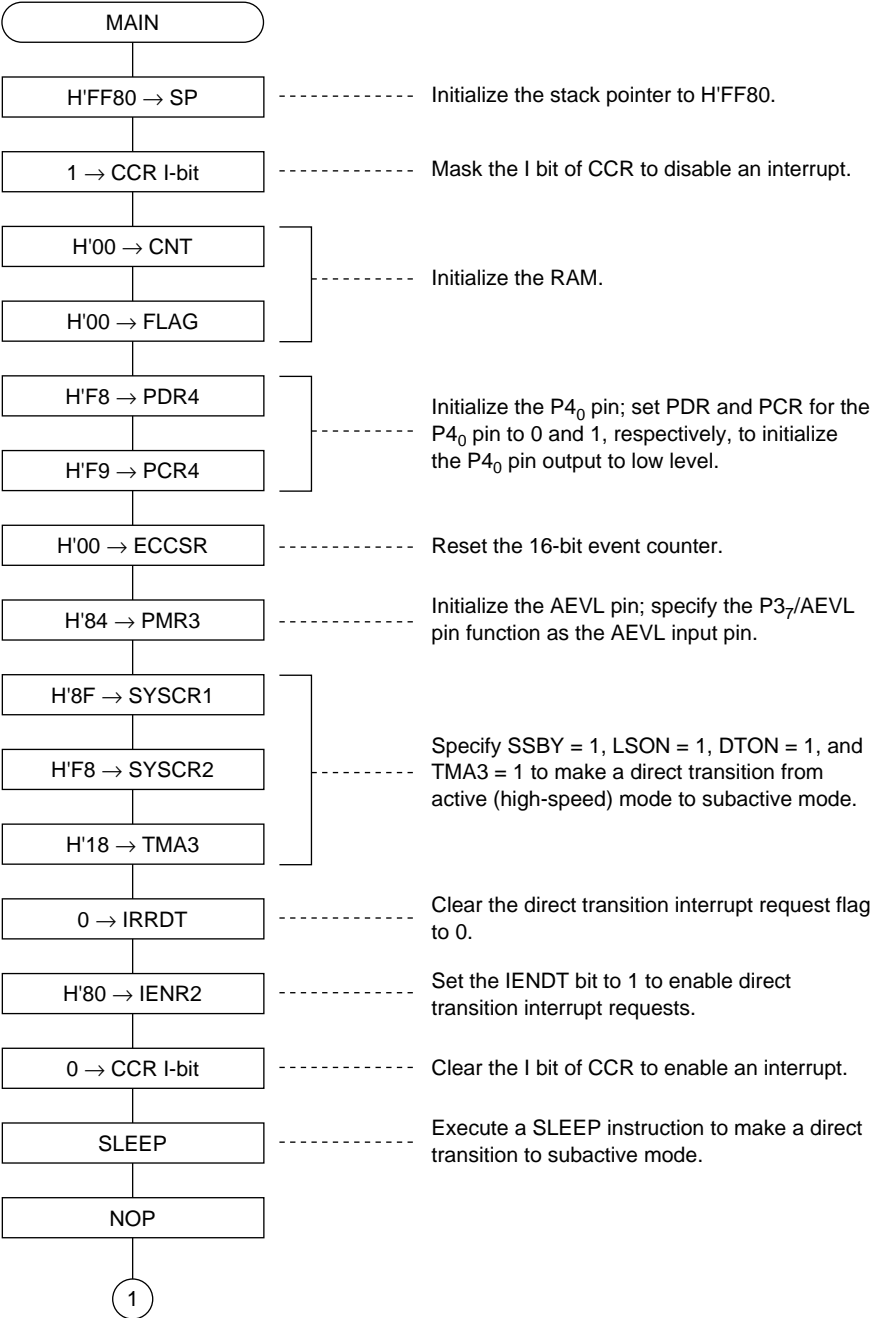 MAIN
H'FF80 → SP
Initialize the stack pointer to H'FF80.
1 → CCR I-bit
Mask the I bit of CCR to disable an interrupt.
H'00 → CNT
Initialize the RAM.
H'00 → FLAG
H'F8 → PDR4
Initialize the P4₀ pin; set PDR and PCR for the
P4₀ pin to 0 and 1, respectively, to initialize
the P4₀ pin output to low level.
H'F9 → PCR4
H'00 → ECCSR
Reset the 16-bit event counter.
H'84 → PMR3
Initialize the AEVL pin; specify the P3₇/AEVL
pin function as the AEVL input pin.
H'8F → SYSCR1
H'F8 → SYSCR2
Specify SSBY = 1, LSON = 1, DTON = 1, and
TMA3 = 1 to make a direct transition from
active (high-speed) mode to subactive mode.
H'18 → TMA3
0 → IRRDT
Clear the direct transition interrupt request flag
to 0.
H'80 → IENR2
Set the IENDT bit to 1 to enable direct
transition interrupt requests.
0 → CCR I-bit
Clear the I bit of CCR to enable an interrupt.
SLEEP
Execute a SLEEP instruction to make a direct
transition to subactive mode.
NOP
1